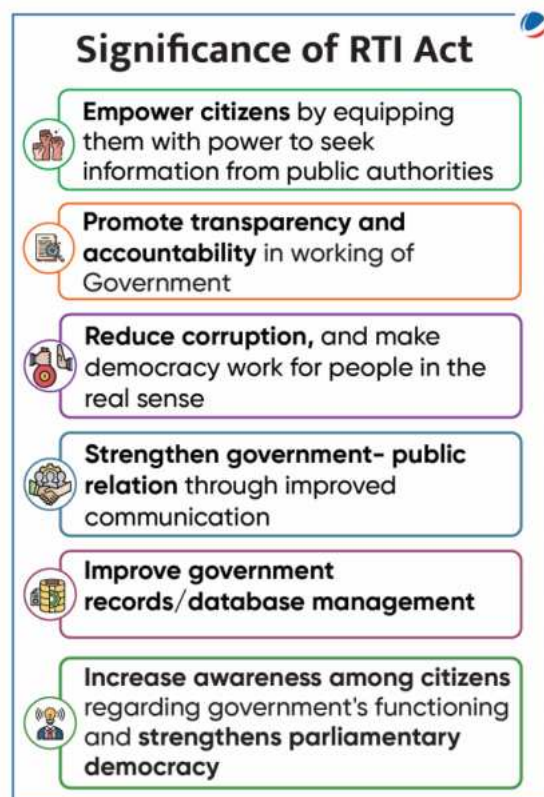 Significance of RTI Act
Empower citizens by equipping
them with power to seek
information from public authorities
Promote transparency and
accountability in working of
Government
Reduce corruption, and make
democracy work for people in the
real sense
Strengthen government- public
relation through improved
communication
Improve government
records/database management
Increase awareness among citizens
regarding government's functioning
and strengthens parliamentary
democracy